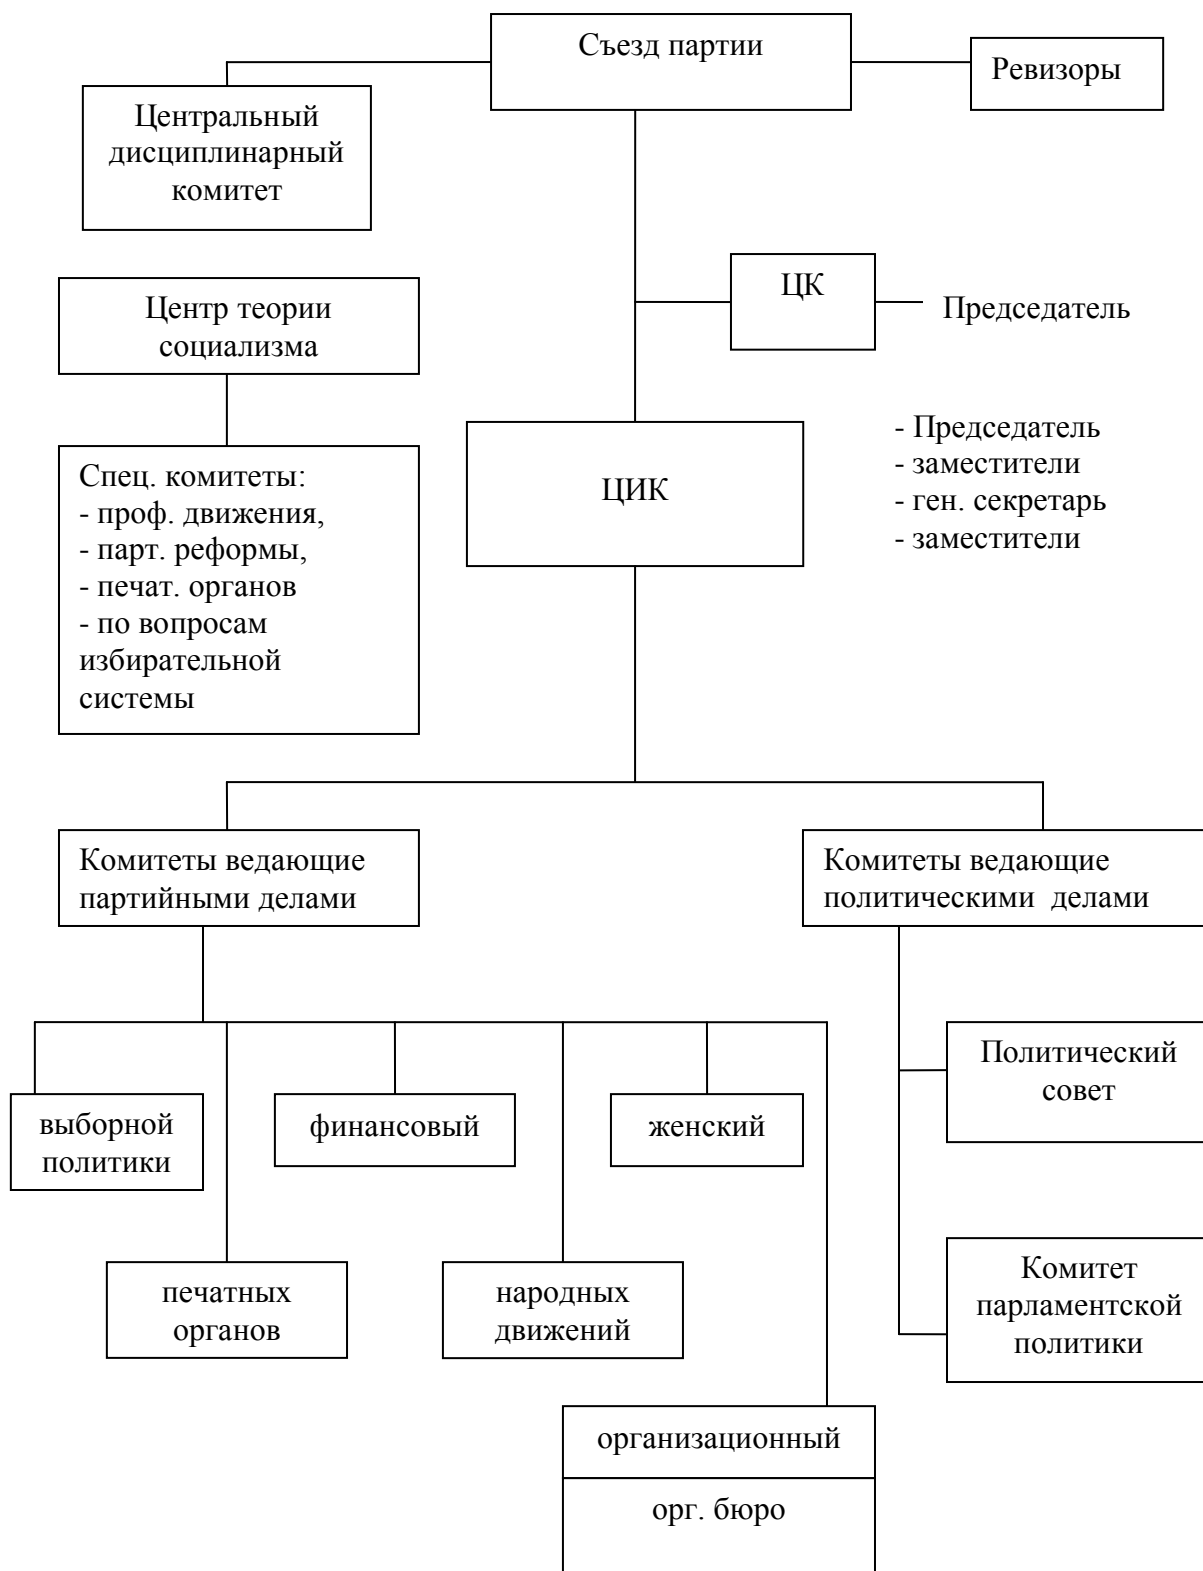 Съезд партии
Ревизоры
Центральный
дисциплинарный
комитет
ЦК
Председатель
Центр теории
социализма
- Председатель
- заместители
- ген. секретарь
- заместители
ЦИК
Спец. комитеты:
- проф. движения,
- парт. реформы,
- печат. органов
- по вопросам
избирательной
системы
Комитеты ведающие
партийными делами
Комитеты ведающие
политическими делами
Политический
совет
выборной
политики
финансовый
женский
печатных
органов
народных
движений
Комитет
парламентской
политики
организационный
орг. бюро